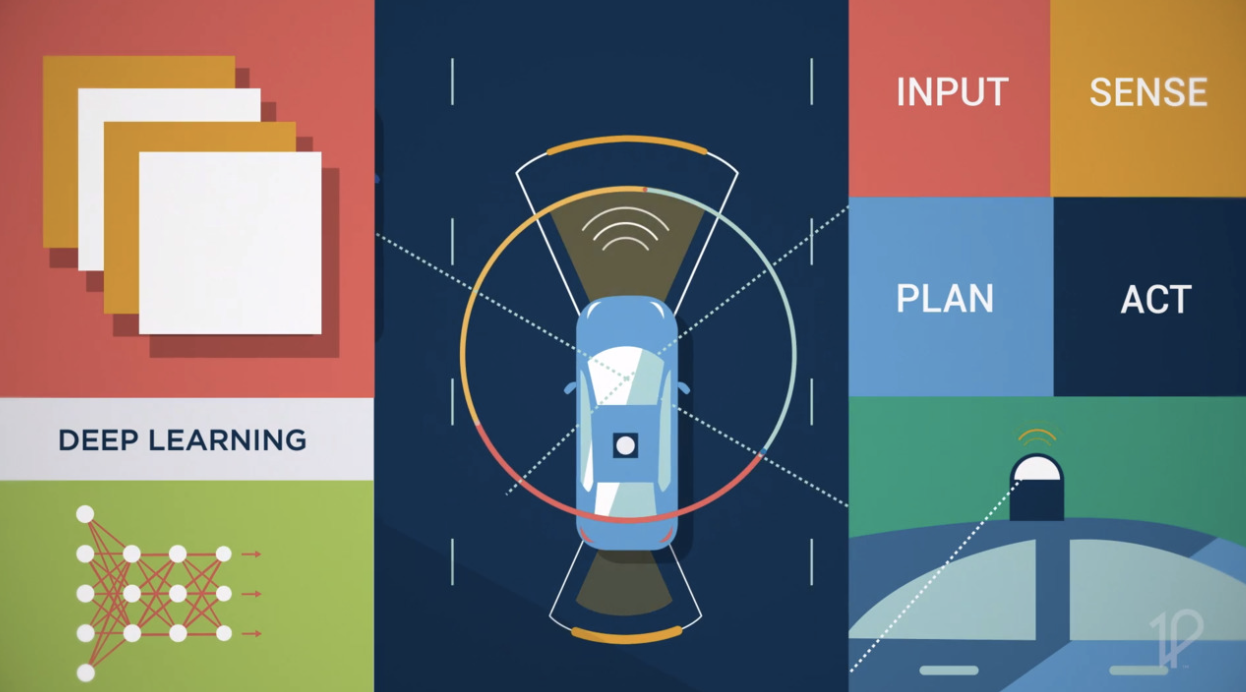 DEEP LEARNING
INPUT
SENSE
PLAN
ACT